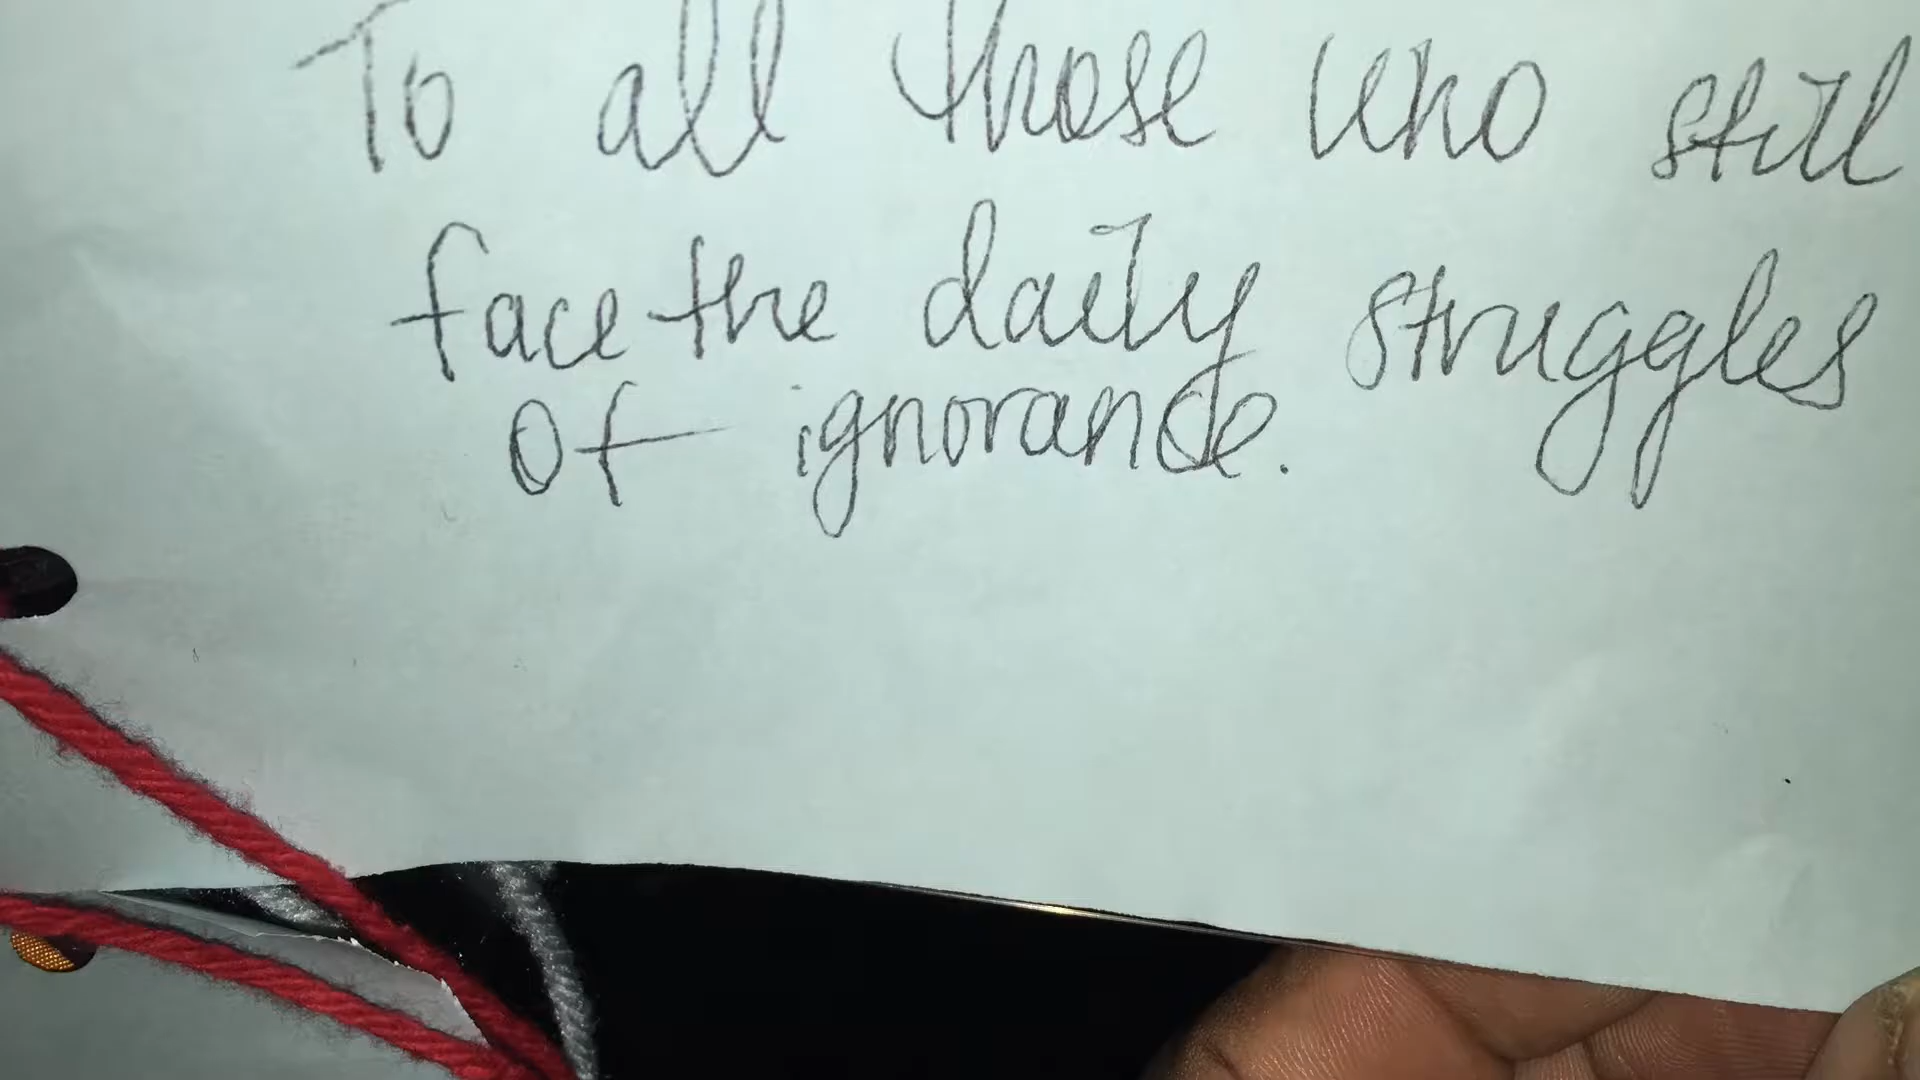 To all those who still
face the daily struggles
of ignorance.